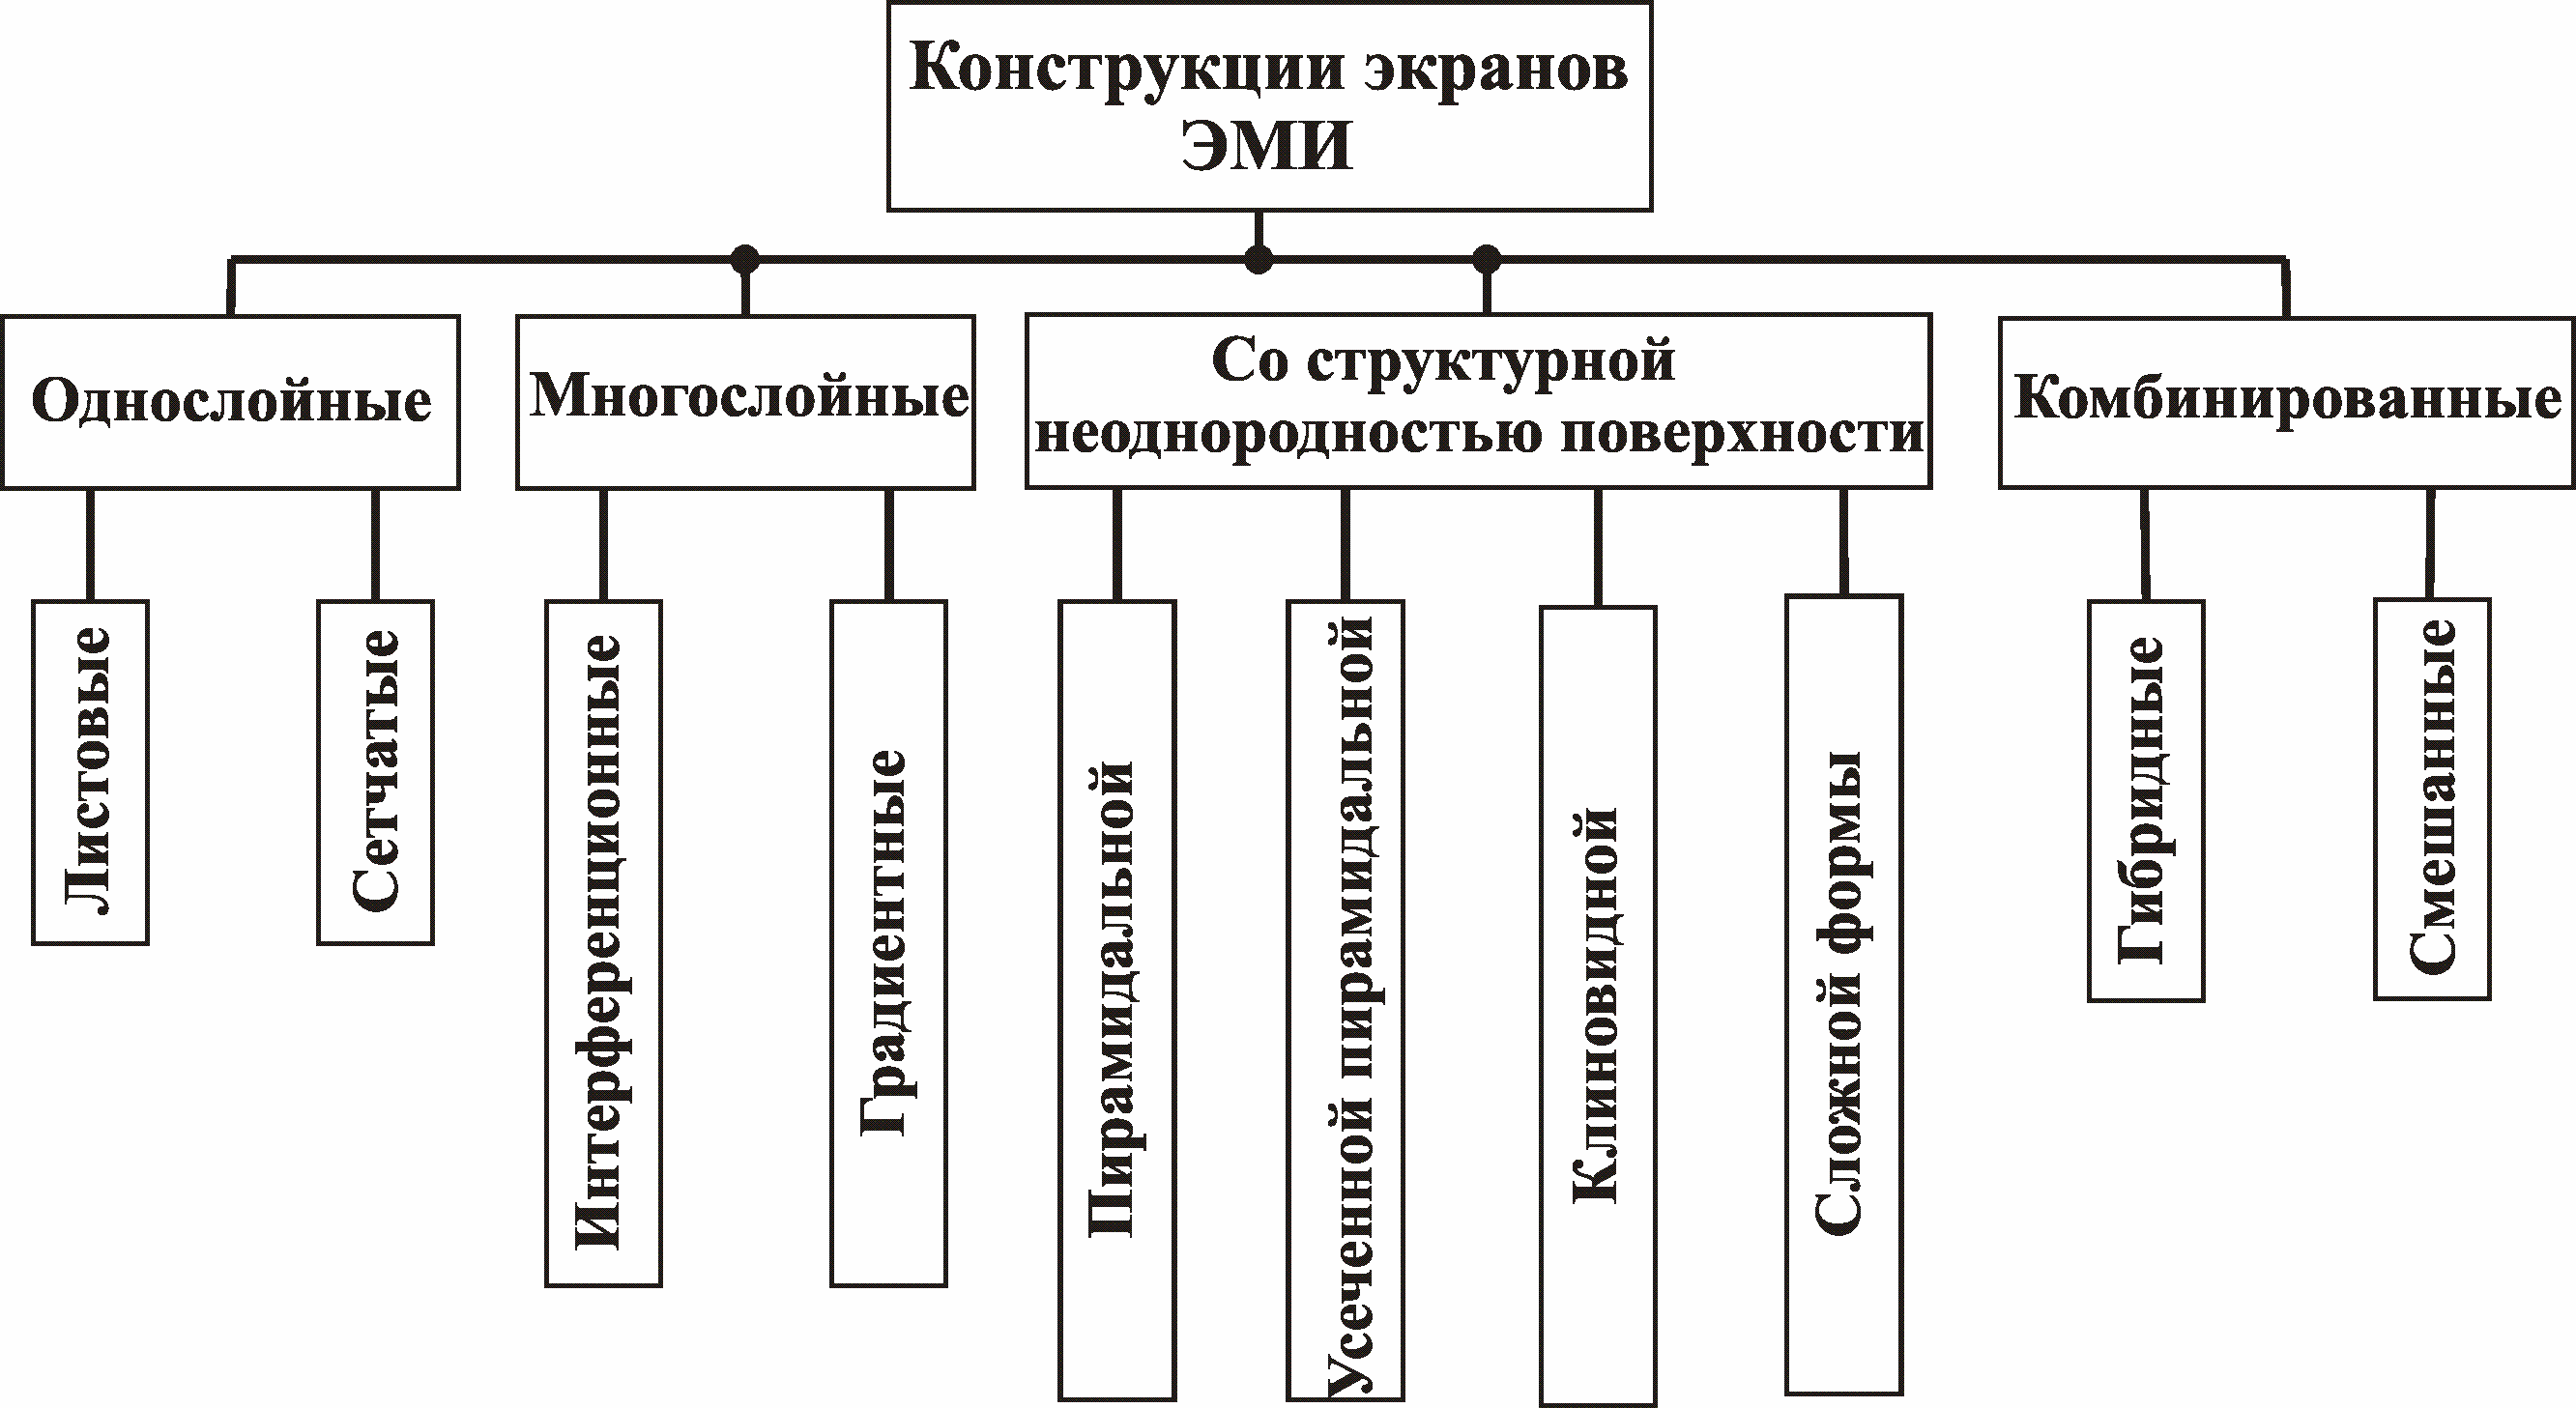 Конструкции экранов
ЭМИ
Однослойные
Многослойные
Со структурной
неоднородностью поверхности
Комбинированные
Листовые
Сетчатые
Интерференционные
Градиентные
Пирамидальной
Усеченной пирамидальной
Клиновидной
Сложной формы
Гибридные
Смешанные